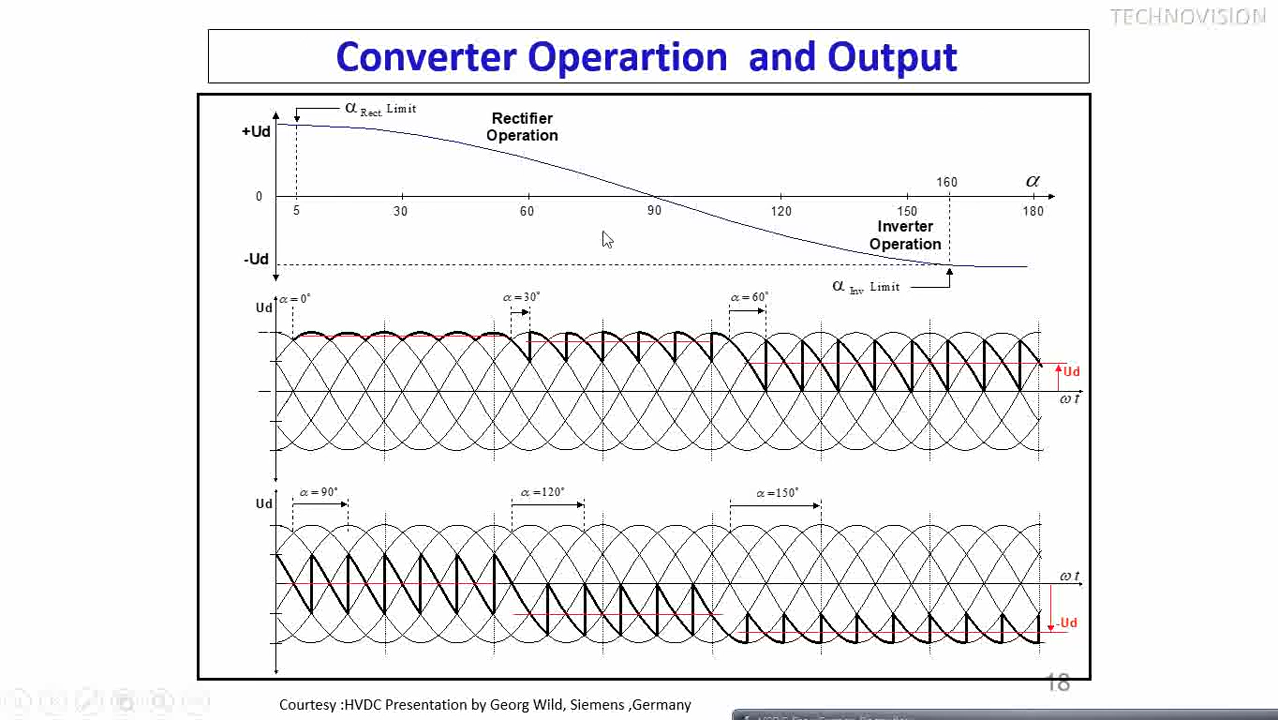 TECHNOVISION
Converter Operartion and Output
α Rect. Limit
Rectifier
Operation
+Ud
0
5 30 60 90 120 150 180
160
α
Inverter
Operation
-Ud
α Inv Limit
Ud
α = 0°
α = 30°
α = 60°
Ud
ω t
Ud
α = 90°
α = 120°
α = 150°
ω t
-Ud
18
Courtesy :HVDC Presentation by Georg Wild, Siemens ,Germany